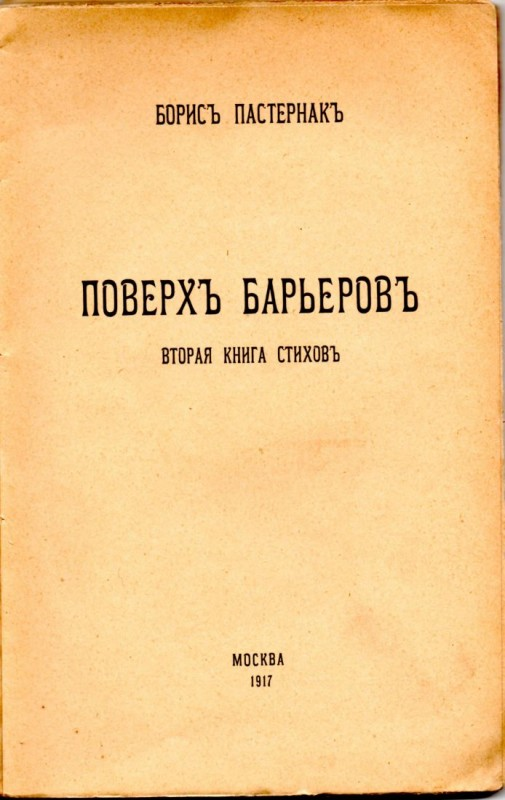 БОРИСЪ ПАСТЕРНАКЪ
ПОВЕРХЪ БАРЬЕРОВЪ
ВТОРАЯ КНИГА СТИХОВЪ
МОСКВА
1917